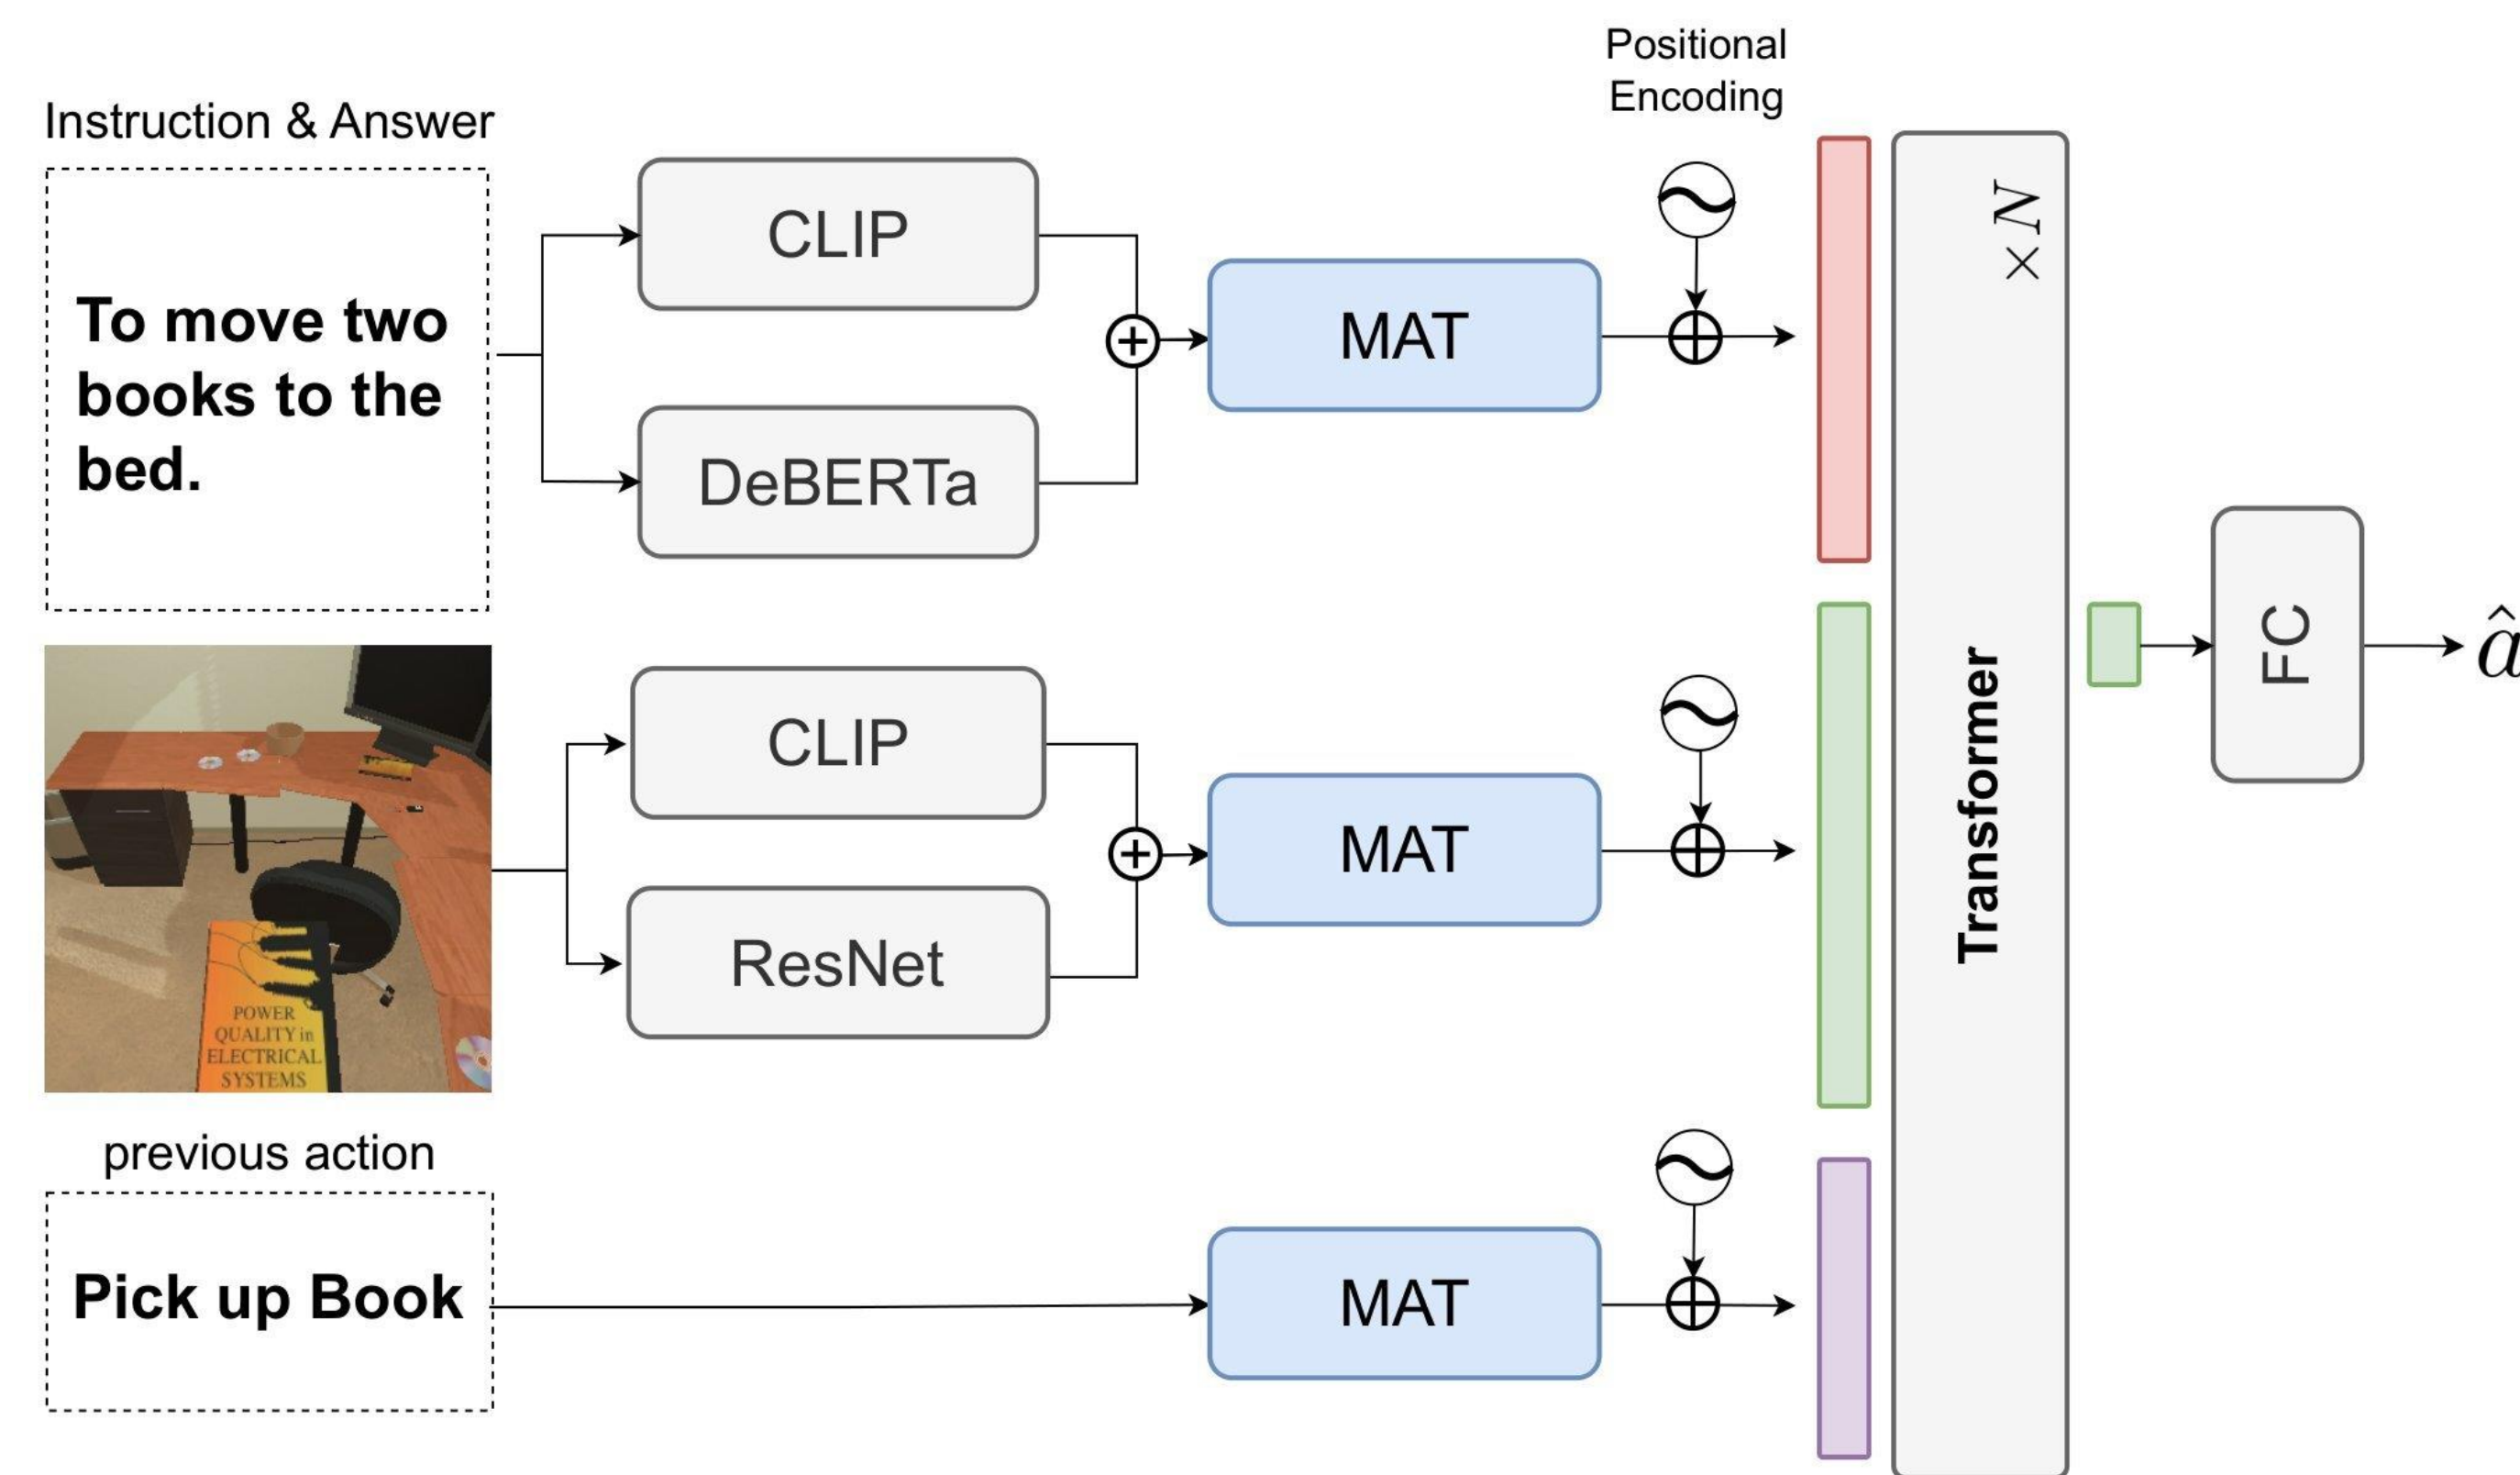 Positional
Encoding
Instruction & Answer
To move two
books to the
bed.
CLIP
DeBERTa
MAT
×N
Transformer
FC
â
CLIP
ResNet
MAT
POWER
QUALITY in
ELECTRICAL
SYSTEMS
previous action
Pick up Book
MAT